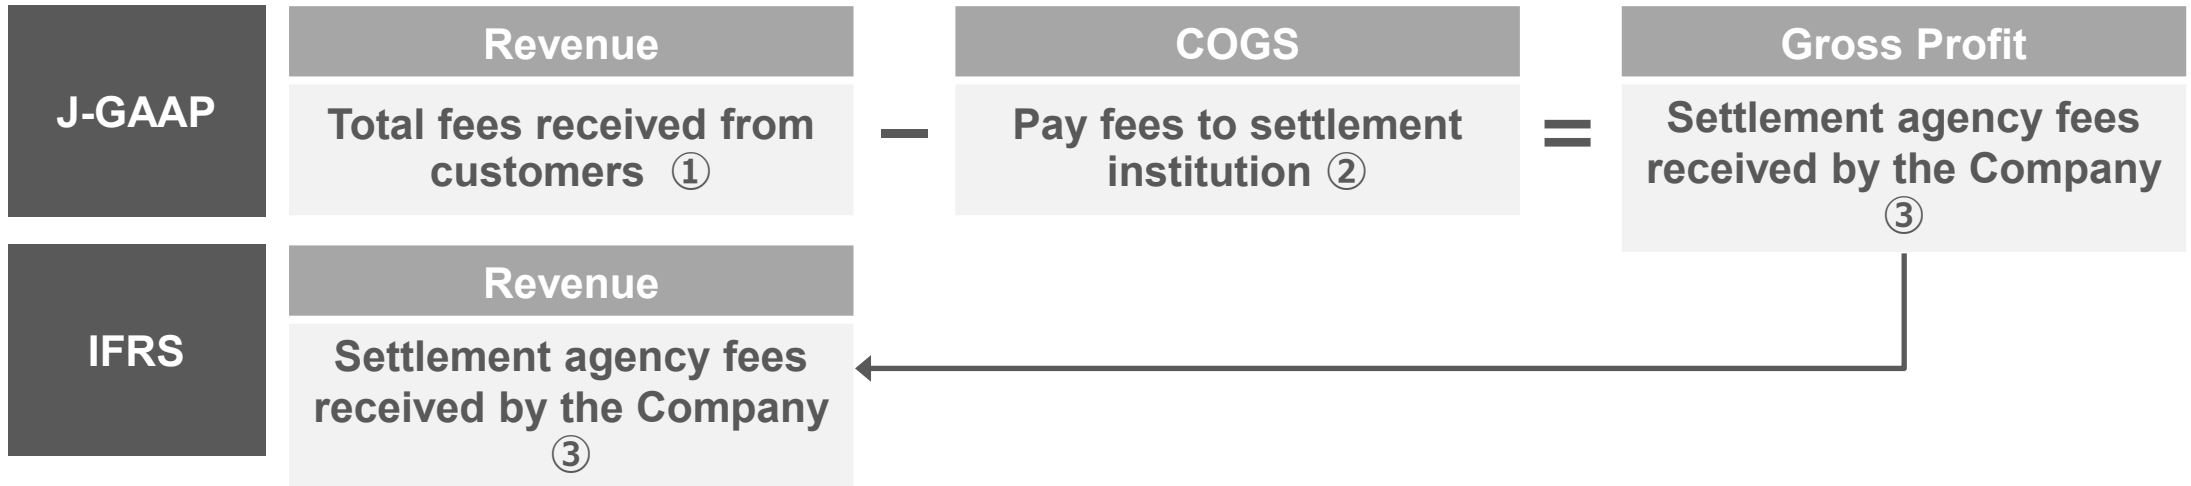 J-GAAP
Revenue
Total fees received from
customers ①
−
COGS
Pay fees to settlement
institution ②
=
Gross Profit
Settlement agency fees
received by the Company
③
IFRS
Revenue
Settlement agency fees
received by the Company
③